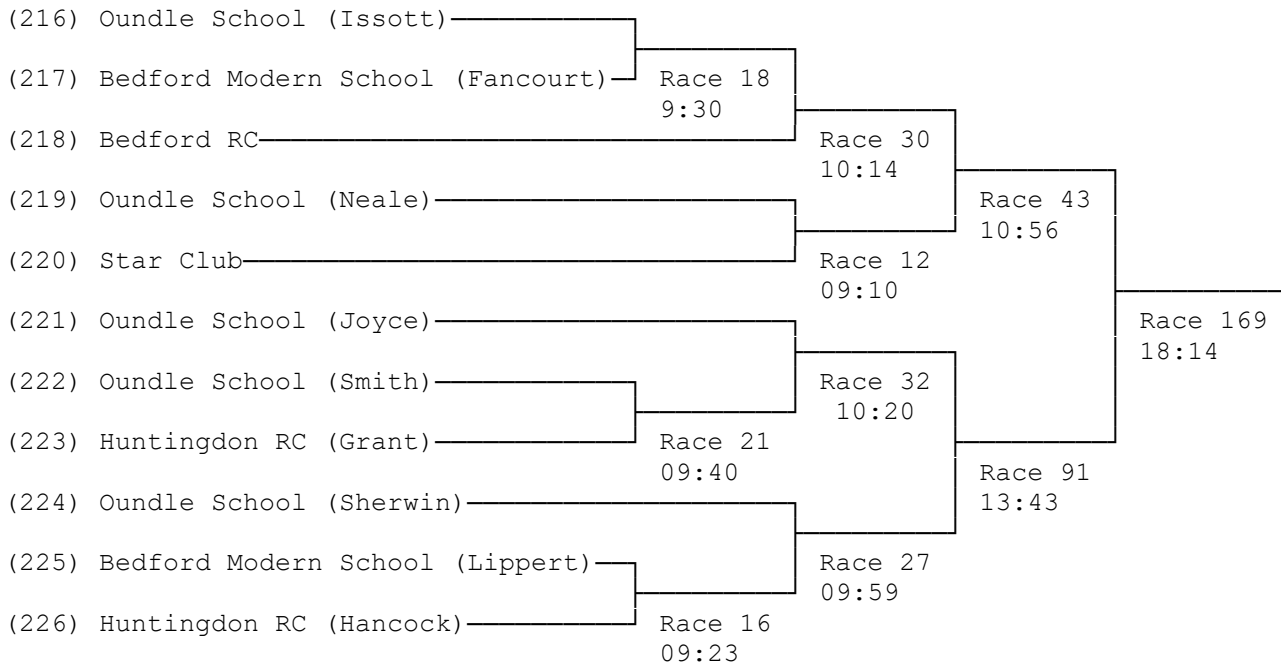 (216) Oundle School (Issott)
(217) Bedford Modern School (Fancourt) Race 18
9:30
(218) Bedford RC Race 30
10:14
(219) Oundle School (Neale) Race 43
10:56
(220) Star Club Race 12
09:10
(221) Oundle School (Joyce) Race 169
18:14
(222) Oundle School (Smith) Race 32
10:20
(223) Huntingdon RC (Grant) Race 21
09:40 Race 91
(224) Oundle School (Sherwin) 13:43
(225) Bedford Modern School (Lippert) Race 27
09:59
(226) Huntingdon RC (Hancock) Race 16
09:23